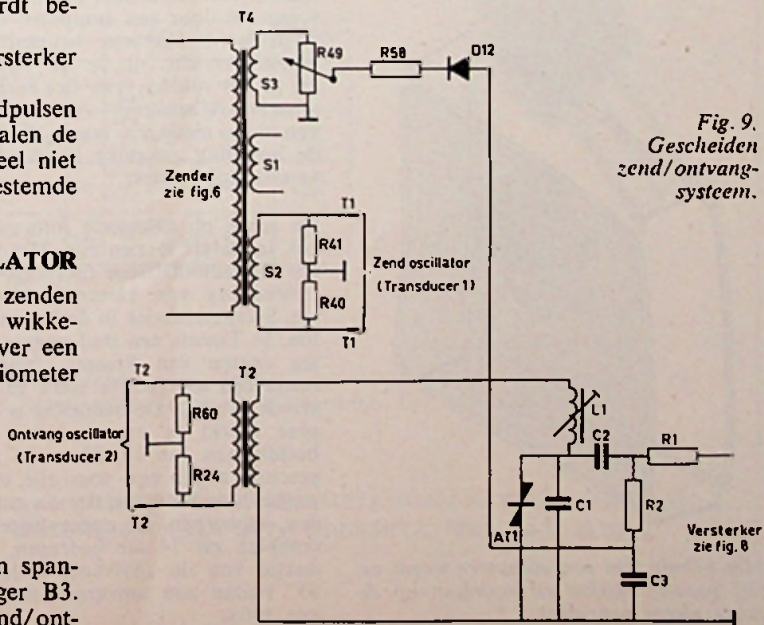 rdt be-
rsterker
dpulsen
alen de
eel niet
estemde
LATOR
zenden
wikke-
ver een
iometer
n span-
ger B3.
nd/ont-
T4
R49
R58
D12
S3
S1
Zender
zie fig.6
T1
R41
S2
R40
T1
Zend oscillator
(Transducer 1)
Fig. 9.
Gescheiden
zend/ontvang-
systeem.
T2
T2
R60
Ontvang oscillator
(Transducer 2)
R24
T2
L1
C2
R1
AT1
C1
R2
Versterker
zie fig. 8
C3